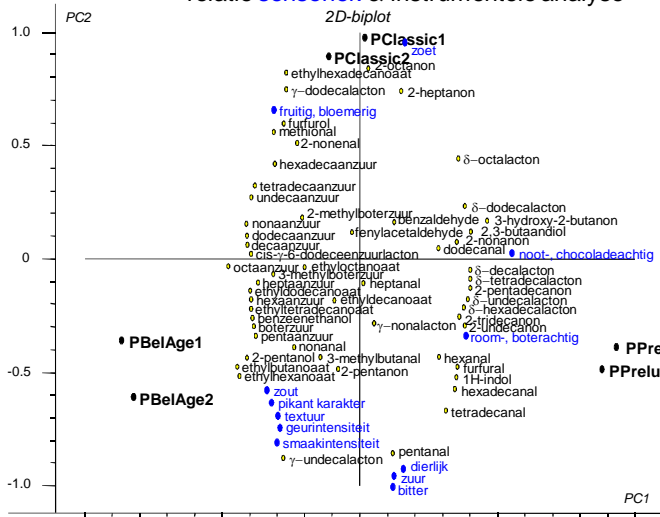 relatie sensoriek & instrumentele analyse
PC2
2D-biplot
1.0
PClassic1
zoet
PClassic2
2-octanon
ethylhexadecanoaat
γ-dodecalacton
2-heptanon
fruitig, bloemerig
furfurol
methional
0.5
2-nonenal
hexadecaanzuur
δ-octalacton
tetradecaanzuur
undecaanzuur
δ-dodecalacton
2-methylboterzuur
benzaldehyde
3-hydroxy-2-butanon
nonaanzuur
fenylacetaldehyde
2,3-butaandiol
dodecaanzuur
2-nonanon
decaanzuur
dodecanal
cis-γ-6-dodeceenzuurlacton
noot-, chocoladeachtig
0
octaanzuur
ethyloctanoaat
δ-decalacton
3-methylboterzuur
δ-tetradecalacton
heptaanzuur
heptanal
2-pentadecanon
ethyldodecanoaat
hexaanzuur
ethyldecanoaat
δ-undecalacton
ethyltetradecanoaat
δ-hexadecalacton
benzeenethanol
2-tridecanon
boterzuur
γ-nonalacton
2-undecanon
pentaanzuur
room-, boterachtig
PBelAge1
nonanal
PPre
2-pentanol
3-methylbutanal
hexanal
ethylbutanoaat
2-pentanon
furfural
PPrelu
-0.5
ethylhexanoaat
1H-indol
zout
hexadecanal
PBelAge2
pikant karakter
textuur
tetradecanal
geurintensiteit
smaakintensiteit
γ-undecalacton
pentanal
dierlijk
zuur
-1.0
bitter
PC1